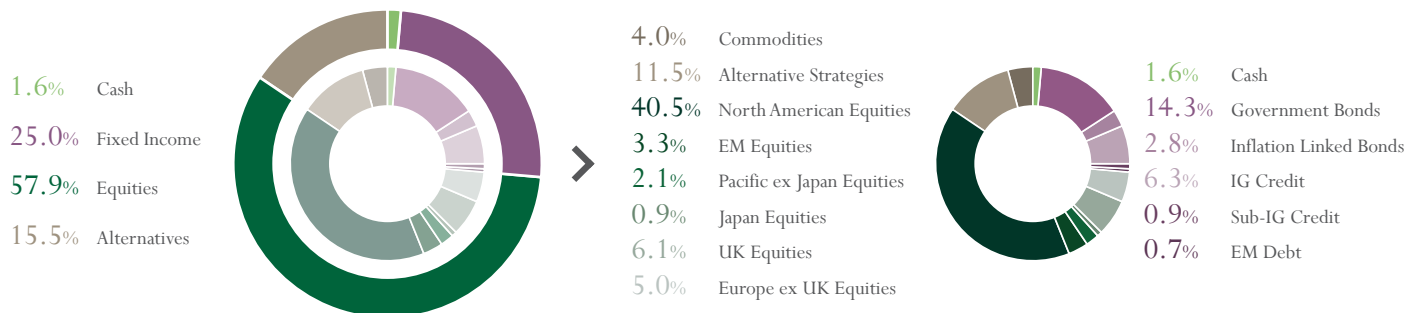 1.6% Cash
25.0% Fixed Income
57.9% Equities
15.5% Alternatives
4.0% Commodities
11.5% Alternative Strategies
40.5% North American Equities
3.3% EM Equities
2.1% Pacific ex Japan Equities
0.9% Japan Equities
6.1% UK Equities
5.0% Europe ex UK Equities
1.6% Cash
14.3% Government Bonds
2.8% Inflation Linked Bonds
6.3% IG Credit
0.9% Sub-IG Credit
0.7% EM Debt